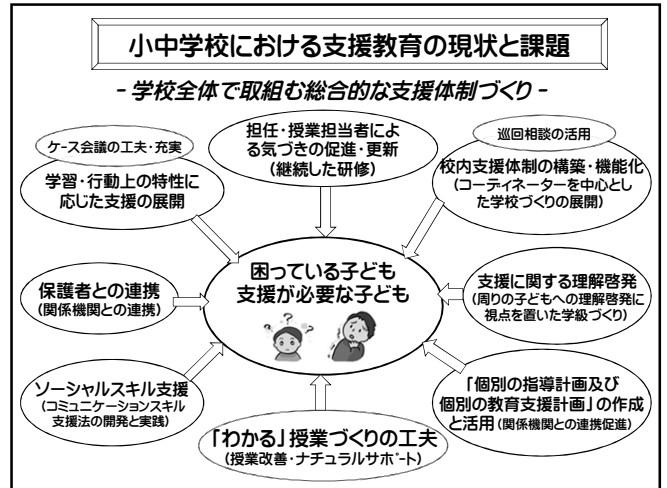 小中学校における支援教育の現状と課題
- 学校全体で取組む総合的な支援体制づくり -
ケース会議の工夫・充実
学習・行動上の特性に
応じた支援の展開
担任・授業担当者によ
る気づきの促進・更新
(継続した研修)
巡回相談の活用
校内支援体制の構築・機能化
(コーディネーターを中心とし
た学校づくりの展開)
困っている子ども
支援が必要な子ども
保護者との連携
(関係機関との連携)
支援に関する理解啓発
(周りの子どもへの理解啓発に
視点を置いた学級づくり)
ソーシャルスキル支援
(コミュニケーションスキル
支援法の開発と実践)
「わかる」授業づくりの工夫
(授業改善・ナチュラルサポート)
「個別の指導計画及び
個別の教育支援計画」の作成
と活用(関係機関との連携促進)